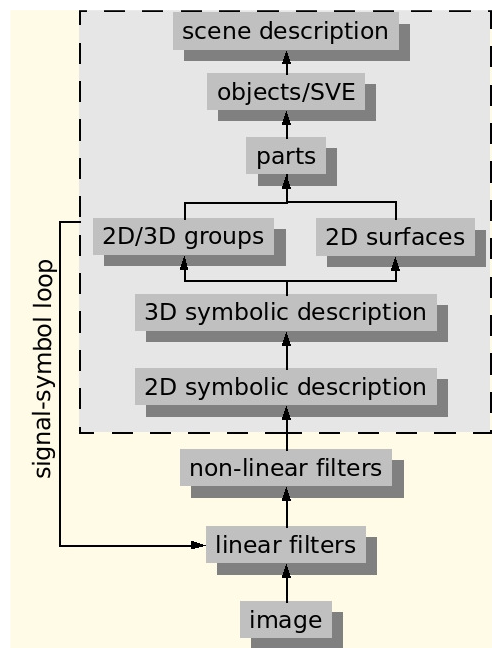 scene description
objects/SVE
parts
2D/3D groups
2D surfaces
3D symbolic description
2D symbolic description
signal-symbol loop
non-linear filters
linear filters
image